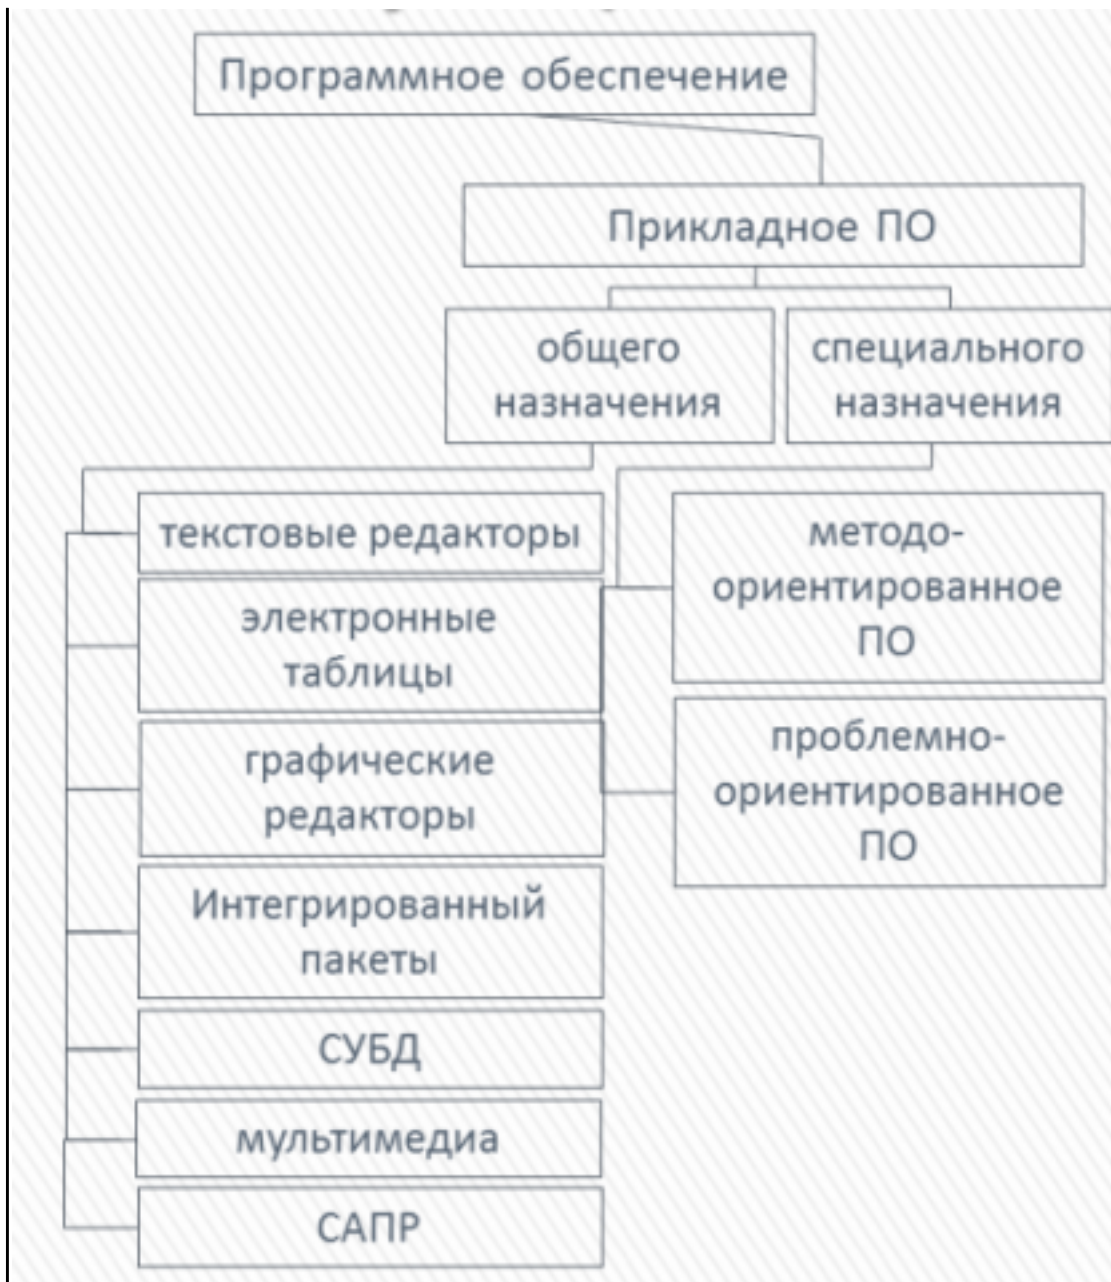 Программное обеспечение
Прикладное ПО
общего
назначения
специального
назначения
текстовые редакторы
электронные
таблицы
графические
редакторы
Интегрированный
пакеты
СУБД
мультимедиа
САПР
методо-
ориентированное
ПО
проблемно-
ориентированное
ПО